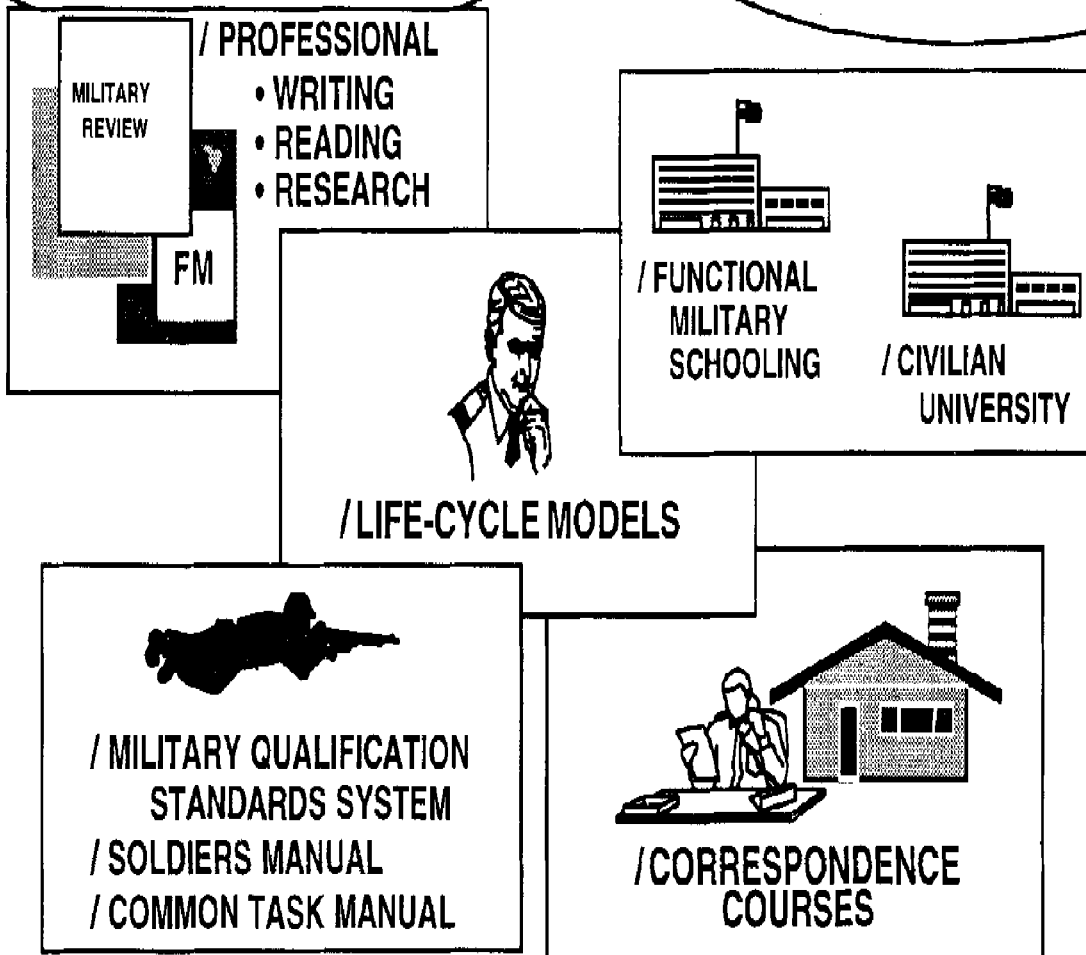 MILITARY
REVIEW
FM
/ PROFESSIONAL
• WRITING
• READING
• RESEARCH
/ FUNCTIONAL
MILITARY
SCHOOLING
/ CIVILIAN
UNIVERSITY
/ LIFE-CYCLE MODELS
/ MILITARY QUALIFICATION
STANDARDS SYSTEM
/ SOLDIERS MANUAL
/ COMMON TASK MANUAL
/ CORRESPONDENCE
COURSES